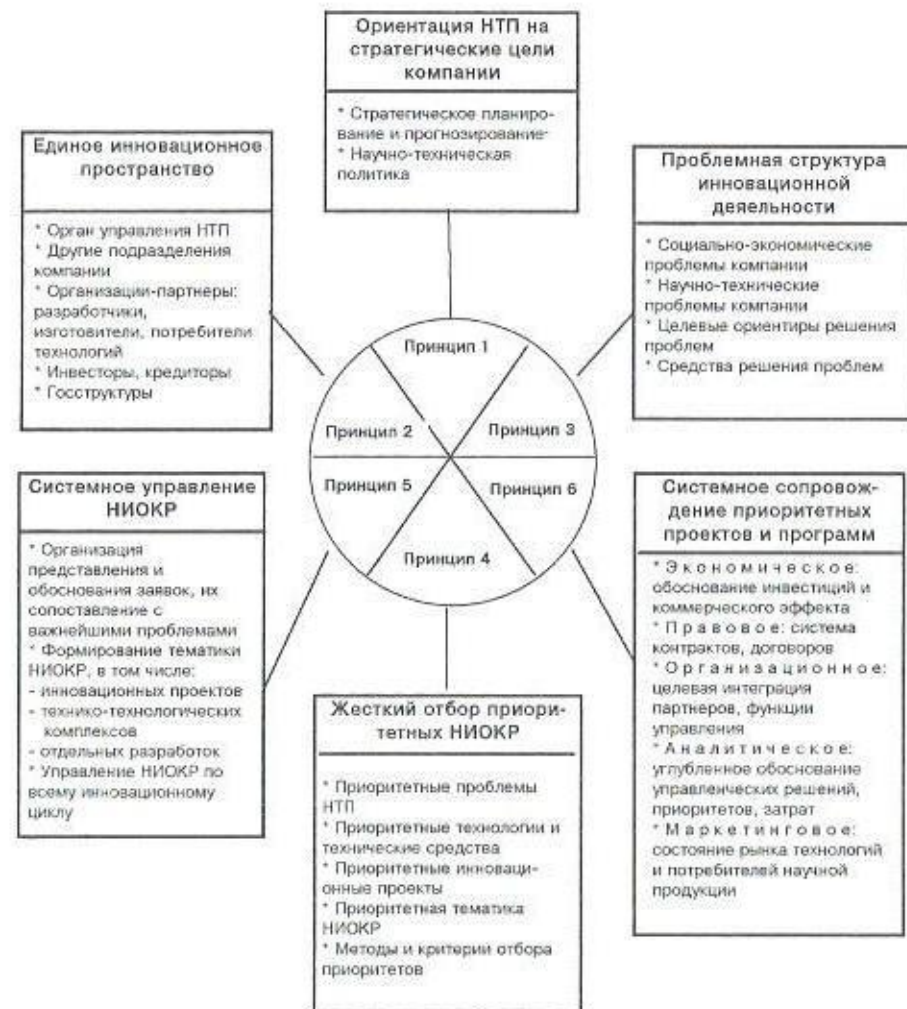 Ориентация НТП на
стратегические цели
компании
* Стратегическое планиро-
вание и прогнозирование-
* Научно-техническая
политика
Единое инновационное
пространство
* Орган управления НТП
* Другие подразделения
компании
* Организации-партнеры:
разработчики,
изготовители, потребители
технологий
* Инвесторы, кредиторы
* Госструктуры
Проблемная структура
инновационной
деяельности
* Социально-экономические
проблемы компании
* Научно-технические
проблемы компании
* Целевые ориентиры решения
проблем
* Средства решения проблем
Принцип 1
Принцип 2
Принцип 3
Принцип 5
Принцип 6
Принцип 4
Системное управление
НИОКР
* Организация
представления и
обоснования заявок, их
сопоставление с
важнейшими проблемами
* Формирование тематики
НИОКР, в том числе:
- инновационных проектов
- технико-технологических
комплексов
- отдельных разработок
* Управление НИОКР по
всему инновационному
циклу
Жесткий отбор приори-
тетных НИОКР
* Приоритетные проблемы
НТП
* Приоритетные технологии и
технические средства
* Приоритетные инноваци-
онные проекты
* Приоритетная тематика
НИОКР
* Методы и критерии отбора
приоритетов
Системное сопровож-
дение приоритетных
проектов и программ
* Экономическое:
обоснование инвестиций и
коммерческого эффекта
* Правовое: система
контрактов, договоров
* Организационное:
целевая интеграция
партнеров, функции
управления
* Аналитическое:
углубленное обоснование
управленческих решений,
приоритетов, затрат
* Маркетинговое:
состояние рынка технологий
и потребителей научной
продукции